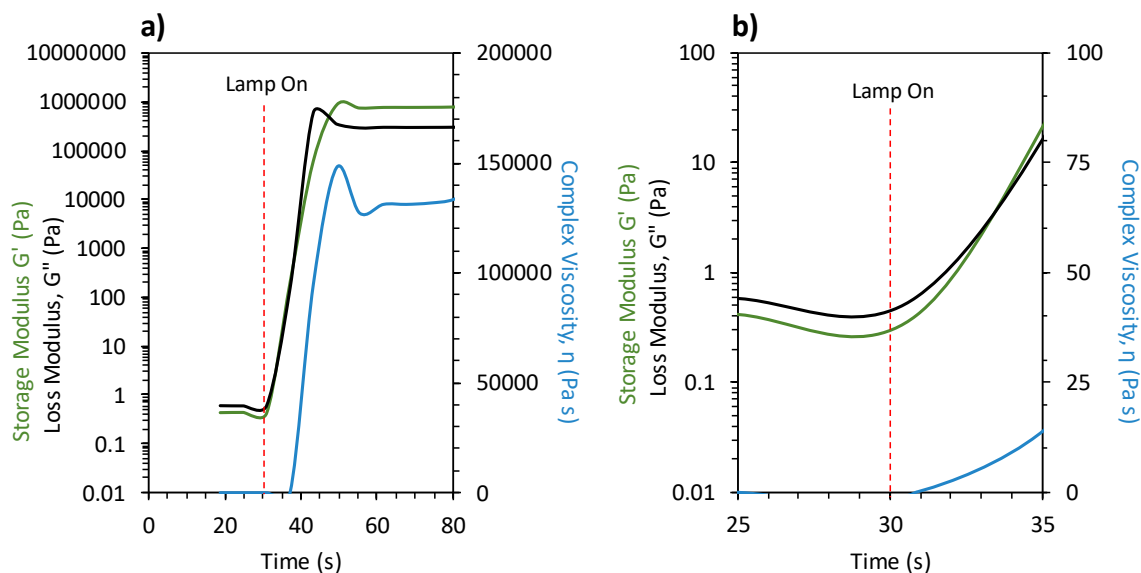 a)
Lamp On
10000000
1000000
100000
10000
1000
100
10
1
0.1
0.01
Storage Modulus G' (Pa)
Loss Modulus, G" (Pa)
200000
150000
100000
50000
0
Complex Viscosity, η (Pa s)
0 20 40 60 80
Time (s)
b)
Lamp On
100
10
1
0.1
0.01
Storage Modulus G' (Pa)
Loss Modulus, G" (Pa)
100
75
50
25
0
Complex Viscosity, η (Pa s)
25 30 35
Time (s)